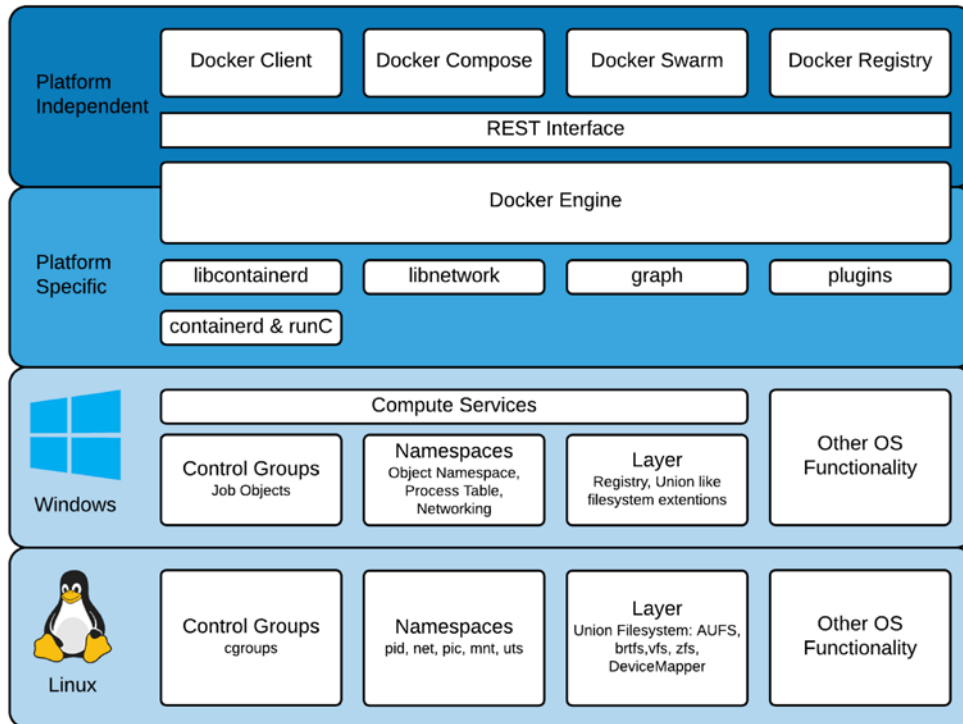 Docker Client
Docker Compose
Docker Swarm
Docker Registry
Platform
Independent
REST Interface
Docker Engine
Platform
Specific
libcontainerd
libnetwork
graph
plugins
containerd & runC
Windows
Compute Services
Control Groups
Job Objects
Namespaces
Object Namespace,
Process Table,
Networking
Layer
Registry, Union like
filesystem extentions
Other OS
Functionality
Linux
Control Groups
cgroups
Namespaces
pid, net, pic, mnt, uts
Layer
Union Filesystem: AUFS,
brtfs,vfs, zfs,
DeviceMapper
Other OS
Functionality